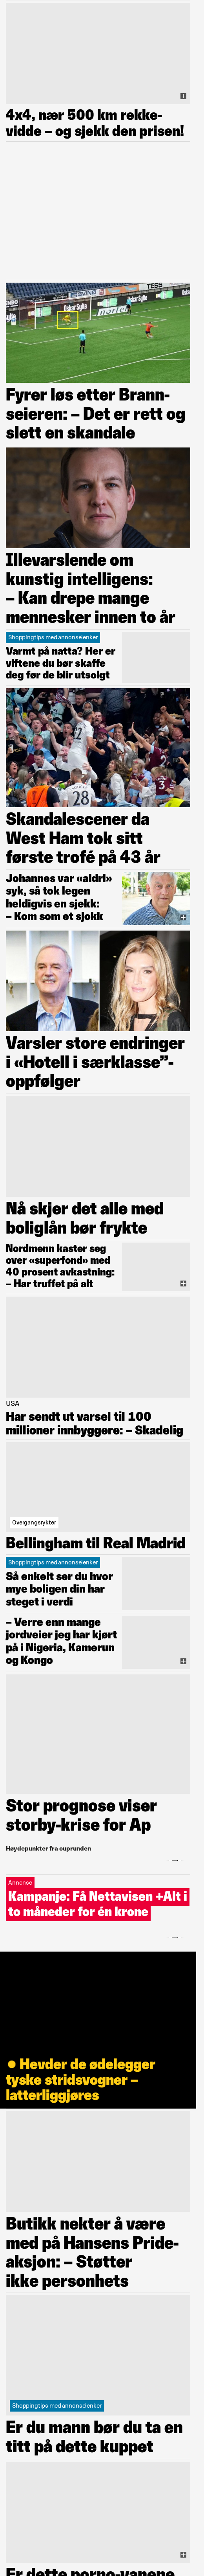 4x4, nær 500 km rekke-
vidde – og sjekk den prisen!
Fyrer løs etter Brann-
seieren: – Det er rett og
slett en skandale
Illevarslende om
kunstig intelligens:
– Kan drepe mange
mennesker innen to år
Shoppingtips med annonselenker
Varmt på natta? Her er
viftene du bør skaffe
deg før de blir utsolgt
Skandalescener da
West Ham tok sitt
første trofé på 43 år
Johannes var «aldri»
syk, så tok legen
heldigvis en sjekk:
– Kom som et sjokk
Varsler store endringer
i «Hotell i særklasse”-
oppfølger
Nå skjer det alle med
boliglån bør frykte
Nordmenn kaster seg
over «superfond» med
40 prosent avkastning:
– Har truffet på alt
USA
Har sendt ut varsel til 100
millioner innbyggere: – Skadelig
Overgangsrykter
Bellingham til Real Madrid
Shoppingtips med annonselenker
Så enkelt ser du hvor
mye boligen din har
steget i verdi
– Verre enn mange
jordveier jeg har kjørt
på i Nigeria, Kamerun
og Kongo
Stor prognose viser
storby-krise for Ap
Høydepunkter fra cuprunden
Annonse
Kampanje: Få Nettavisen +Alt i
to måneder for én krone
Hevder de ødelegger
tyske stridsvogner –
latterliggjøres
Butikk nekter å være
med på Hansens Pride-
aksjon: – Støtter
ikke personhets
Shoppingtips med annonselenker
Er du mann bør du ta en
titt på dette kuppet
Er dette porno-vanene